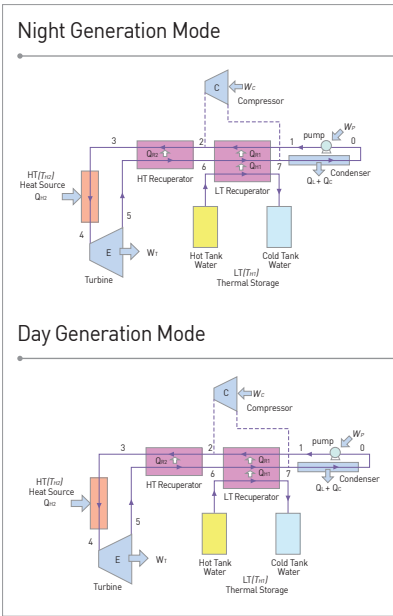 Night Generation Mode
C
Wc
Compressor
pump
WP
3
2
1
0
QR2
QR1
6
QH1
7
HT(TH2)
Heat Source
QH2
HT Recuperator
LT Recuperator
Condenser
QL + QC
4
5
E
WT
Turbine
Hot Tank
Water
Cold Tank
Water
LT(TH1)
Thermal Storage
Day Generation Mode
C
Wc
Compressor
pump
WP
3
2
1
0
QR2
QR1
6
QH1
7
HT(TH2)
Heat Source
QH2
HT Recuperator
LT Recuperator
Condenser
QL + QC
4
5
E
WT
Turbine
Hot Tank
Water
Cold Tank
Water
LT(TH1)
Thermal Storage